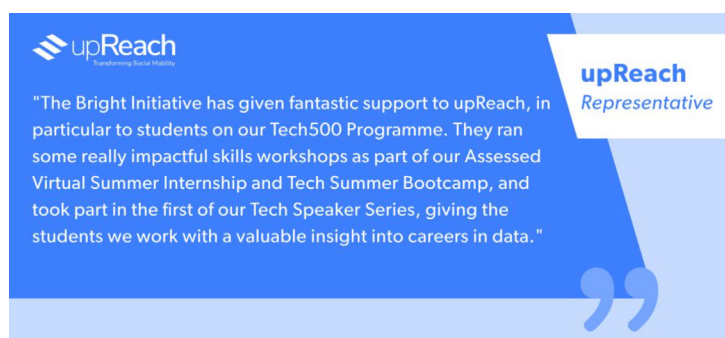 upReach
Transforming Social Mobility
upReach
Representative
"The Bright Initiative has given fantastic support to upReach, in
particular to students on our Tech500 Programme. They ran
some really impactful skills workshops as part of our Assessed
Virtual Summer Internship and Tech Summer Bootcamp, and
took part in the first of our Tech Speaker Series, giving the
students we work with a valuable insight into careers in data."